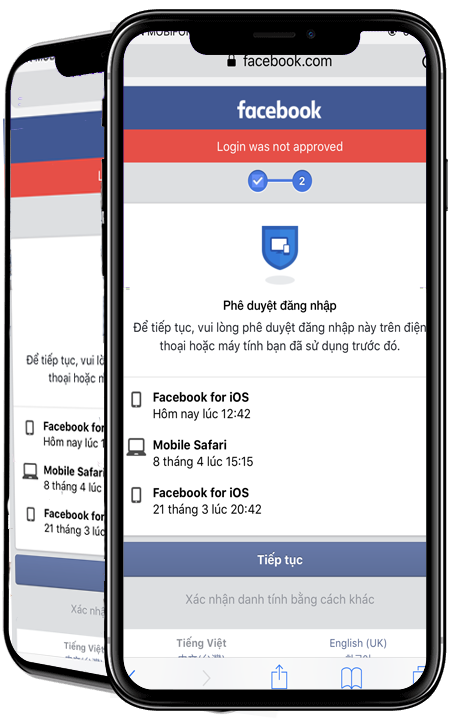 facebook.com
facebook
Login was not approved
2
Phê duyệt đăng nhập
Để tiếp tục, vui lòng phê duyệt đăng nhập này trên điện
thoại hoặc máy tính bạn đã sử dụng trước đó.
Facebook for iOS
Hôm nay lúc 12:42
Mobile Safari
8 tháng 4 lúc 15:15
Facebook for iOS
21 tháng 3 lúc 20:42
Tiếp tục
Xác nhận danh tính bằng cách khác
Tiếng Việt
English (UK)
Để tiếp tục, vui
thoại hoặc
Facebook for
Hôm nay lúc
Mobile Safari
8 tháng 4 lúc
Facebook for
21 tháng 3 lúc
Xác
Tiếng Việt